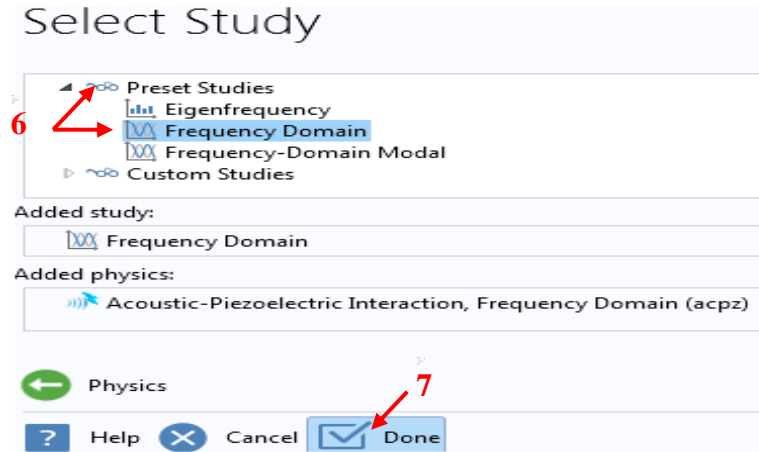 Select Study
Preset Studies
Eigenfrequency
6
Frequency Domain
Frequency-Domain Modal
Custom Studies
Added study:
Frequency Domain
Added physics:
Acoustic-Piezoelectric Interaction, Frequency Domain (acpz)
Physics
7
? Help Cancel Done